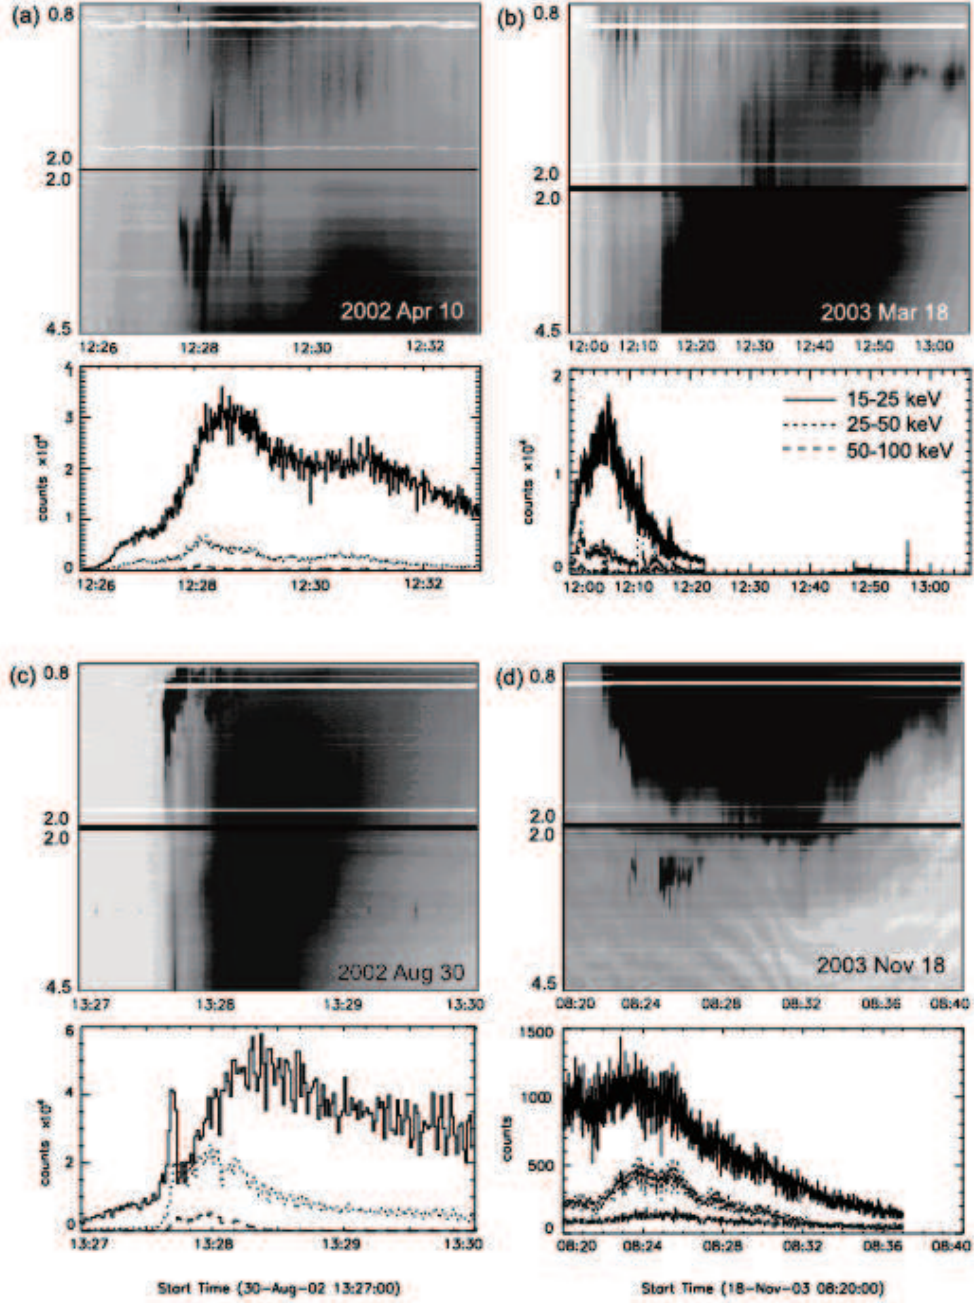 (a)
0.8
2.0
2.0
4.5
2002 Apr 10
12:26 12:28 12:30 12:32
4
3
2
1
0
counts x10⁴
12:26 12:28 12:30 12:32
(b)
0.8
2.0
2.0
4.5
2003 Mar 18
12:00 12:10 12:20 12:30 12:40 12:50 13:00
2
1
0
counts x10⁴
15-25 keV
25-50 keV
50-100 keV
12:00 12:10 12:20 12:30 12:40 12:50 13:00
(c)
0.8
2.0
2.0
4.5
2002 Aug 30
13:27 13:28 13:29 13:30
6
4
2
0
counts x10⁴
13:27 13:28 13:29 13:30
Start Time (30-Aug-02 13:27:00)
(d)
0.8
2.0
2.0
4.5
2003 Nov 18
08:20 08:24 08:28 08:32 08:36 08:40
1500
1000
500
0
counts
08:20 08:24 08:28 08:32 08:36 08:40
Start Time (18-Nov-03 08:20:00)